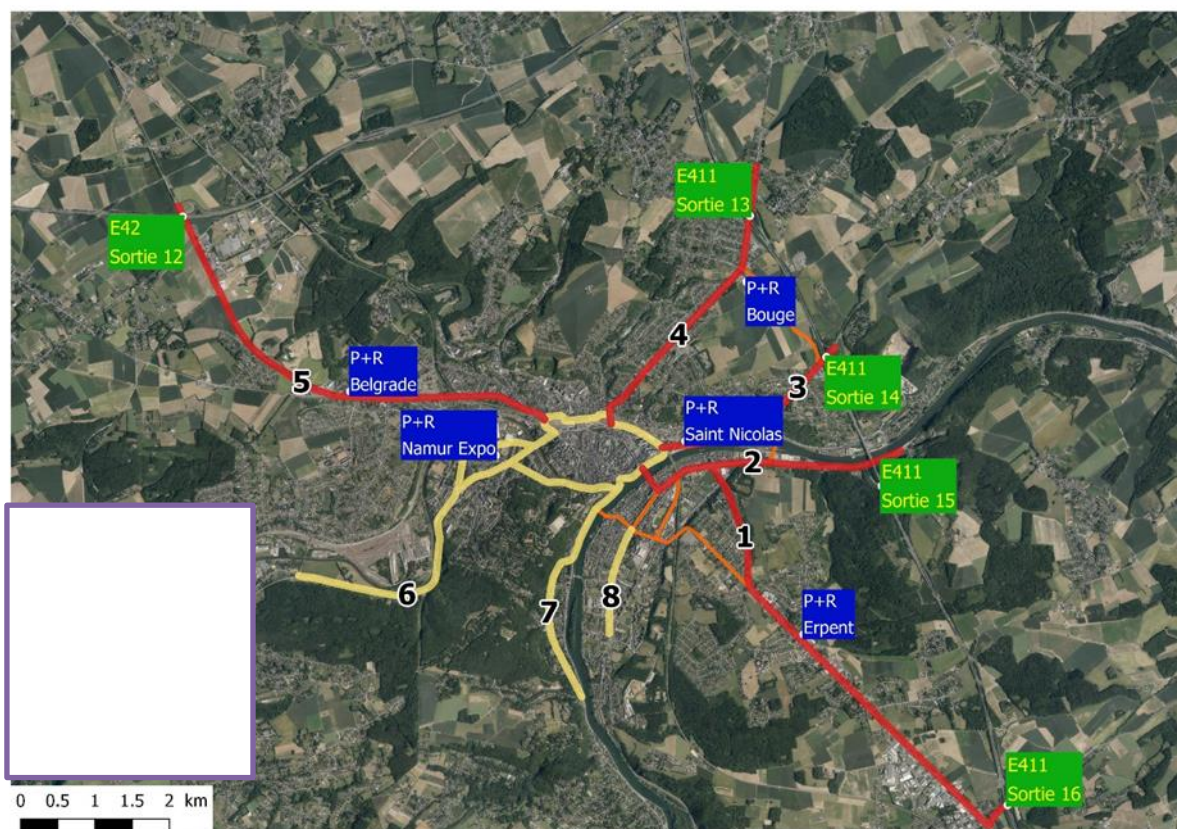 E411
Sortie 13
E42
Sortie 12
P+R
Bouge
4
P+R
Belgrade
5
3
E411
Sortie 14
P+R
Saint Nicolas
P+R
Namur Expo
2
E411
Sortie 15
1
6
7
8
P+R
Erpent
E411
Sortie 16
0 0.5 1 1.5 2 km